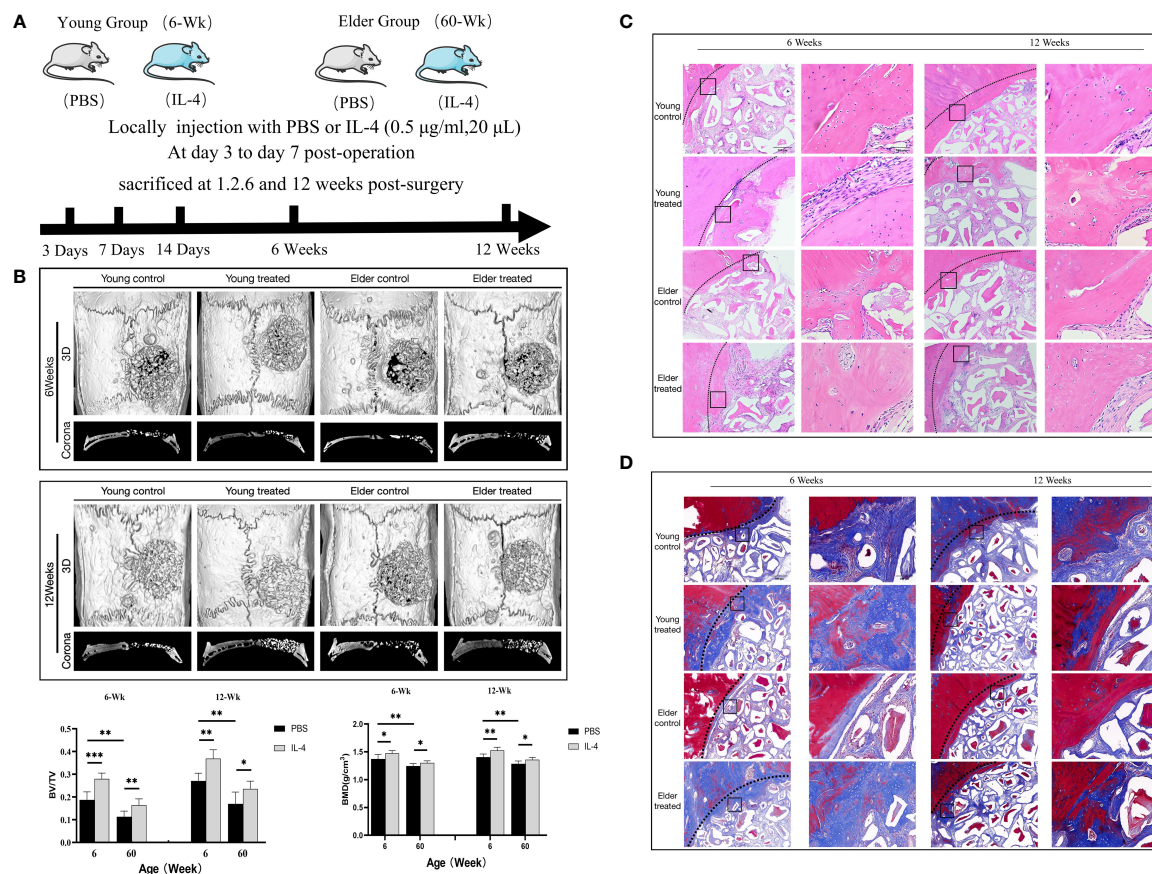 A
Young Group (6-Wk)
Elder Group (60-Wk)
(PBS) (IL-4) (PBS) (IL-4)
Locally injection with PBS or IL-4 (0.5 μg/ml,20 μL)
At day 3 to day 7 post-operation
sacrificed at 1.2.6 and 12 weeks post-surgery
3 Days 7 Days 14 Days 6 Weeks 12 Weeks
B
Young control Young treated Elder control Elder treated
6Weeks
3D
Corona
Young control Young treated Elder control Elder treated
12Weeks
3D
Corona
6-Wk 12-Wk
BV/TV
0.5
0.4
0.3
0.2
0.1
0.0
** ** 
*** ** ** *
PBS
IL-4
6 60 6 60
Age (Week)
6-Wk 12-Wk
BMD(g/cm³)
2.0
1.5
1.0
0.5
0.0
** **
* * ** *
PBS
IL-4
6 60 6 60
Age (Week)
C
6 Weeks 12 Weeks
Young control
Young treated
Elder control
Elder treated
D
6 Weeks 12 Weeks
Young control
Young treated
Elder control
Elder treated